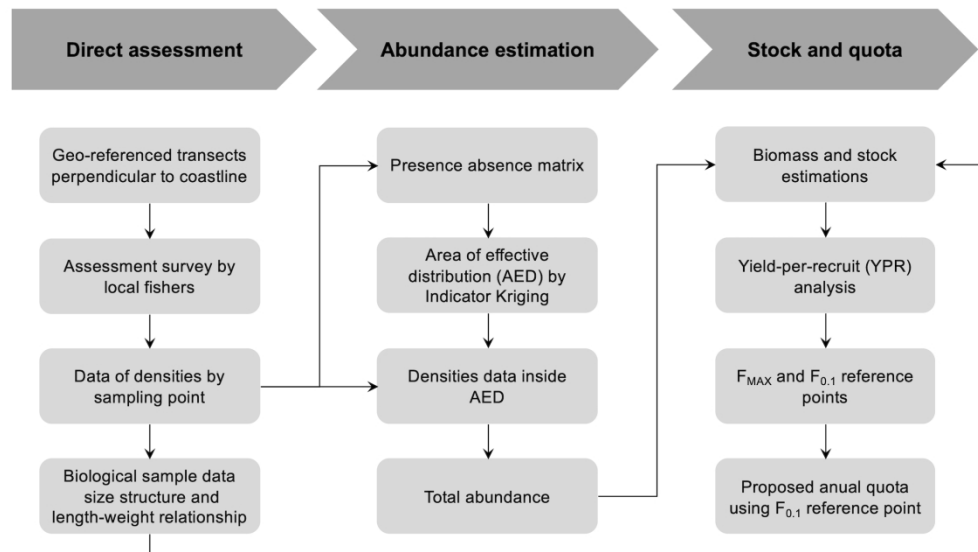 Direct assessment
Geo-referenced transects
perpendicular to coastline
Assessment survey by
local fishers
Data of densities by
sampling point
Biological sample data
size structure and
length-weight relationship
Abundance estimation
Presence absence matrix
Area of effective
distribution (AED) by
Indicator Kriging
Densities data inside
AED
Total abundance
Stock and quota
Biomass and stock
estimations
Yield-per-recruit (YPR)
analysis
FMAX and F0.1 reference
points
Proposed anual quota
using F0.1 reference point